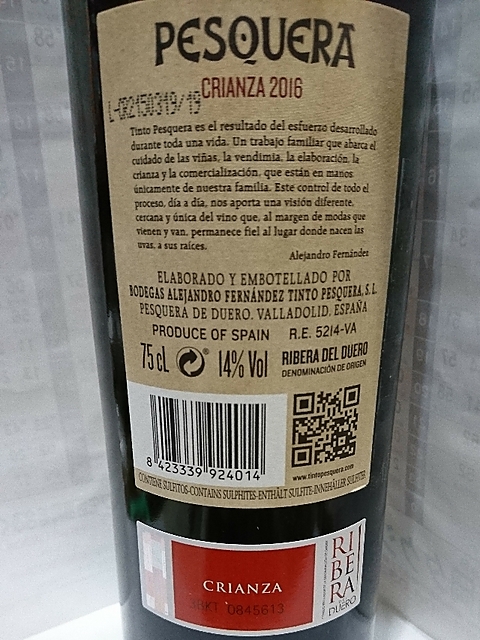 PESQUERA
CRIANZA 2016
L-CR2150319/19
Tinto Pesquera es el resultado del esfuerzo desarrollado
durante toda una vida. Un trabajo familiar que abarca el
cuidado de las viñas, la vendimia, la elaboración, la
crianza y la comercialización, que están en manos
únicamente de nuestra familia. Este control de todo el
proceso, día a día, nos aporta una visión diferente,
cercana y única del vino que, al margen de modas que
vienen y van, permanece fiel al lugar donde nacen las
uvas, a sus raíces.
Alejandro Fernández
ELABORADO Y EMBOTELLADO POR
BODEGAS ALEJANDRO FERNÁNDEZ TINTO PESQUERA, S.L.
PESQUERA DE DUERO. VALLADOLID. ESPAÑA
PRODUCE OF SPAIN R.E. 5214-VA
75 cL ® 14% Vol RIBERA DEL DUERO
DENOMINACIÓN DE ORIGEN
8 423339 924014
www.tintopesquera.com
CONTIENE SULFITOS-CONTAINS SULPHITES-ENTHÄLT SULFITE-INNEHÅLLER SULFITER
CRIANZA
0845613
RIBERA
DEL
DUERO